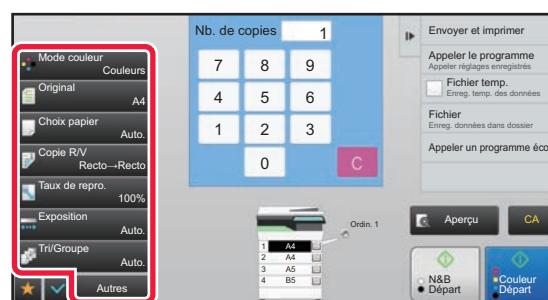 Mode couleur
Couleurs
Original
A4
Choix papier
Auto.
Copie R/V
Recto→Recto
Taux de repro.
100%
Exposition
Auto.
Tri/Groupe
Auto.
Autres
Nb. de copies 1
7 8 9
4 5 6
1 2 3
0 C
Ordin. 1
1 A4
2 A4
3 A5
4 B5
Envoyer et imprimer
Appeler le programme
Appeler réglages enregistrés
Fichier temp.
Enreg. temp. des données
Fichier
Enreg. données dans dossier
Appeler un programme éco
Aperçu CA
N&B
Départ
Couleur
Départ